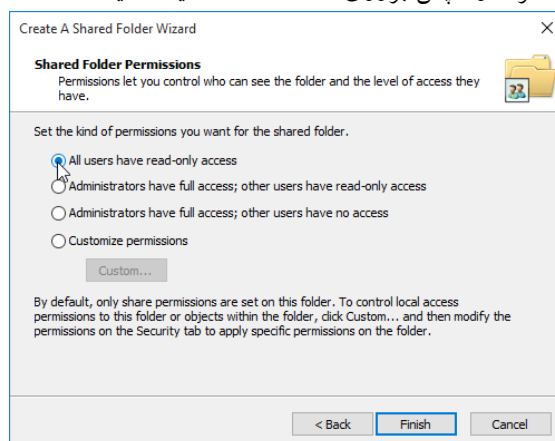 Create A Shared Folder Wizard
Shared Folder Permissions
Permissions let you control who can see the folder and the level of access they
have.
Set the kind of permissions you want for the shared folder.
All users have read-only access
Administrators have full access; other users have read-only access
Administrators have full access; other users have no access
Customize permissions
Custom...
By default, only share permissions are set on this folder. To control local access
permissions to this folder or objects within the folder, click Custom... and then modify the
permissions on the Security tab to apply specific permissions on the folder.
< Back Finish Cancel